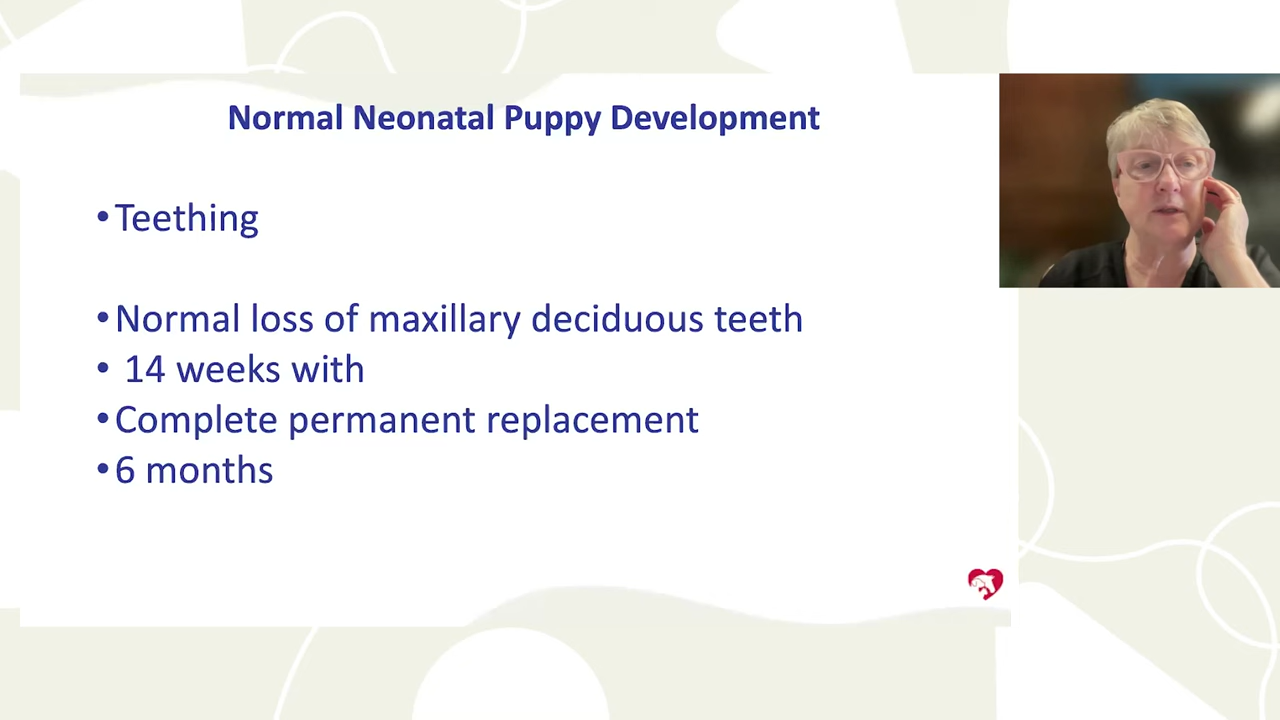 Normal Neonatal Puppy Development
•Teething
•Normal loss of maxillary deciduous teeth
• 14 weeks with
•Complete permanent replacement
•6 months